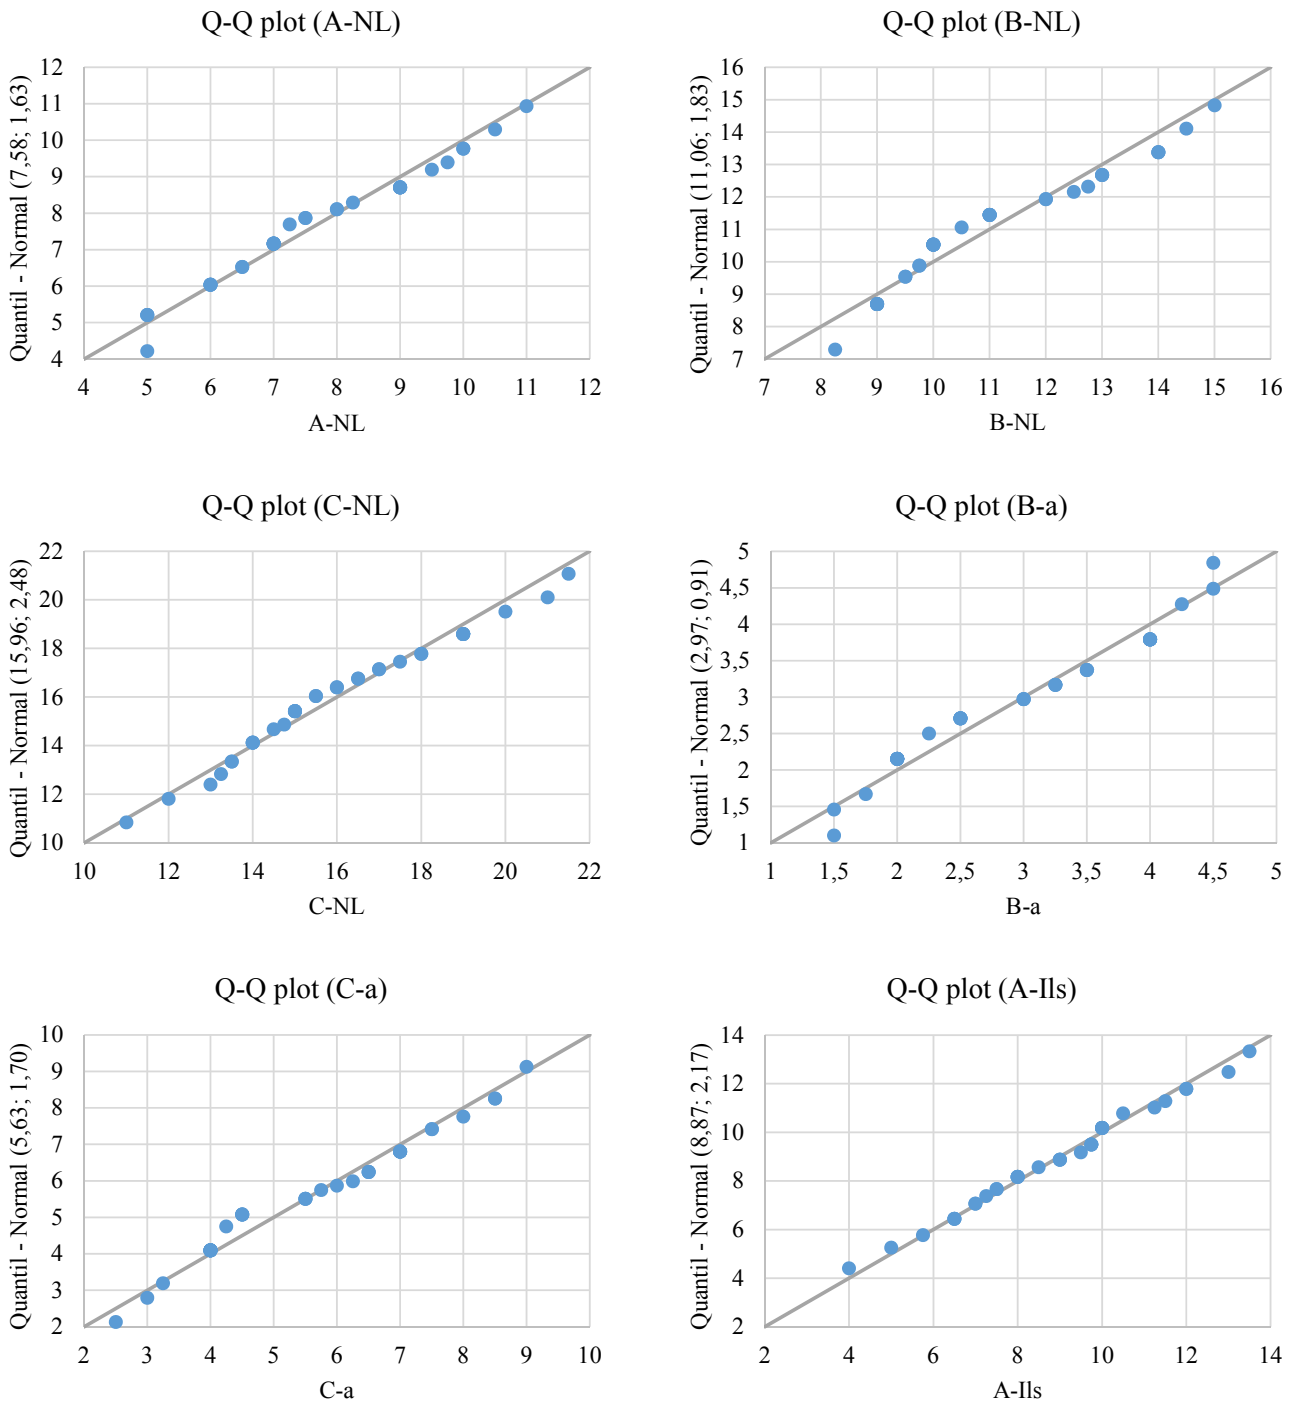 Q-Q plot (A-NL)
Quantil - Normal (7,58; 1,63)
12
11
10
9
8
7
6
5
4
4 5 6 7 8 9 10 11 12
A-NL
Q-Q plot (B-NL)
Quantil - Normal (11,06; 1,83)
16
15
14
13
12
11
10
9
8
7
7 8 9 10 11 12 13 14 15 16
B-NL
Q-Q plot (C-NL)
Quantil - Normal (15,96; 2,48)
22
20
18
16
14
12
10
10 12 14 16 18 20 22
C-NL
Q-Q plot (B-a)
Quantil - Normal (2,97; 0,91)
5
4,5
4
3,5
3
2,5
2
1,5
1
1 1,5 2 2,5 3 3,5 4 4,5 5
B-a
Q-Q plot (C-a)
Quantil - Normal (5,63; 1,70)
10
9
8
7
6
5
4
3
2
2 3 4 5 6 7 8 9 10
C-a
Q-Q plot (A-Ils)
Quantil - Normal (8,87; 2,17)
14
12
10
8
6
4
2
2 4 6 8 10 12 14
A-Ils